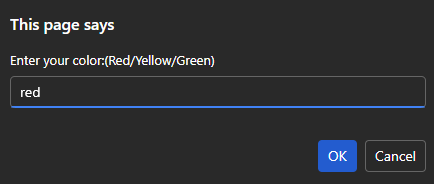 This page says
Enter your color:(Red/Yellow/Green)
red
OK
Cancel